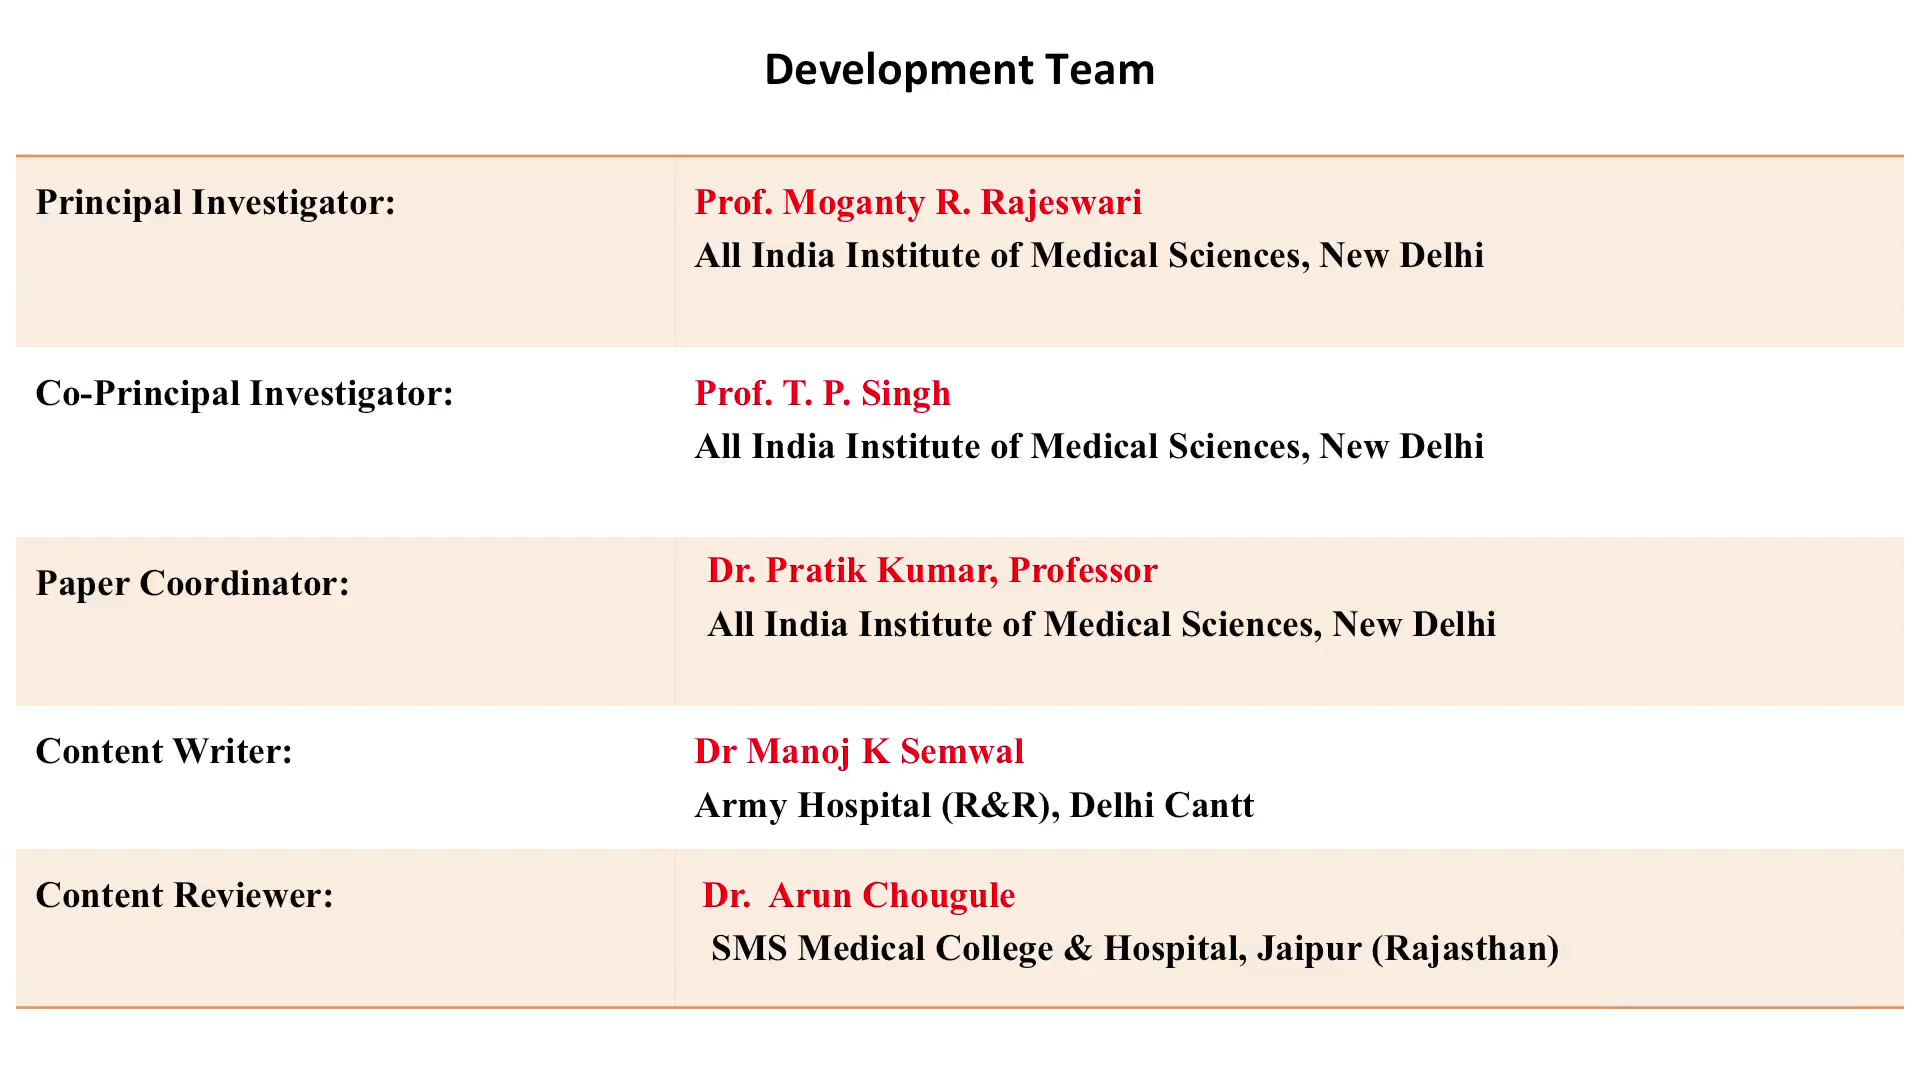 Development Team
Principal Investigator:
Prof. Moganty R. Rajeswari
All India Institute of Medical Sciences, New Delhi
Co-Principal Investigator:
Prof. T. P. Singh
All India Institute of Medical Sciences, New Delhi
Paper Coordinator:
Dr. Pratik Kumar, Professor
All India Institute of Medical Sciences, New Delhi
Content Writer:
Dr Manoj K Semwal
Army Hospital (R&R), Delhi Cantt
Content Reviewer:
Dr. Arun Chougule
SMS Medical College & Hospital, Jaipur (Rajasthan)